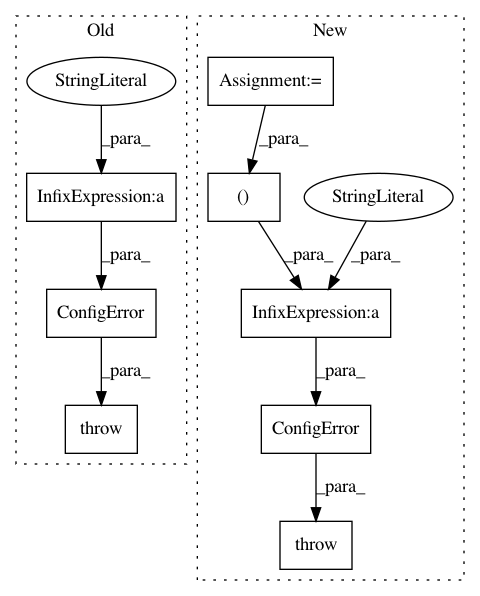 Old
New
StringLiteral
Assignment:=
_para_
_para_
InfixExpression:a
()
StringLiteral
_para_
_para_
_para_
ConfigError
InfixExpression:a
_para_
_para_
throw
ConfigError
_para_
throw